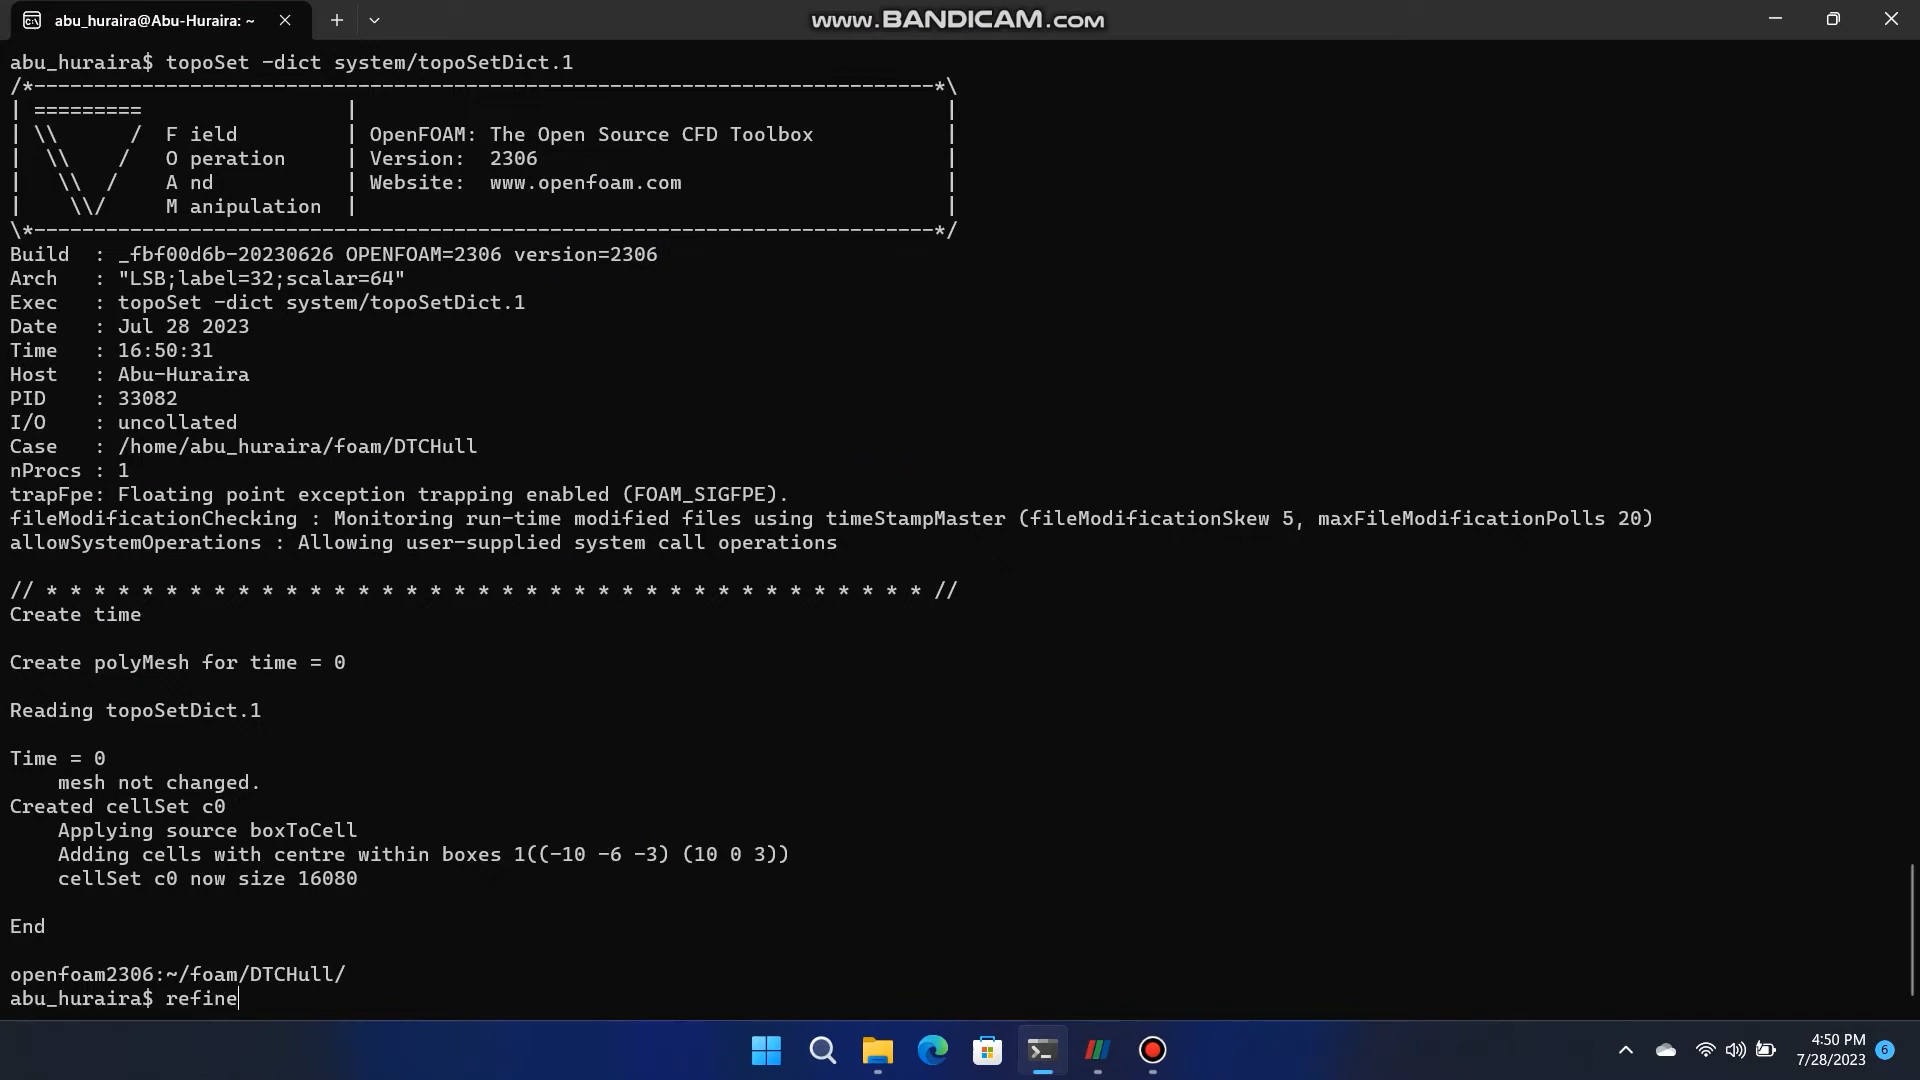 abu_huraira@Abu-Huraira: ~
www.BANDICAM.com
abu_huraira$ topoSet -dict system/topoSetDict.1
/*---------------------------------------------------------------------------*\
| =========                 |                                                 |
| \\      /  F ield         | OpenFOAM: The Open Source CFD Toolbox           |
|  \\    /   O peration     | Version:  2306                                  |
|   \\  /    A nd           | Website:  www.openfoam.com                      |
|    \\/     M anipulation  |                                                 |
\*---------------------------------------------------------------------------*/
Build  : _fbf00d6b-20230626 OPENFOAM=2306 version=2306
Arch   : "LSB;label=32;scalar=64"
Exec   : topoSet -dict system/topoSetDict.1
Date   : Jul 28 2023
Time   : 16:50:31
Host   : Abu-Huraira
PID    : 33082
I/O    : uncollated
Case   : /home/abu_huraira/foam/DTCHull
nProcs : 1
trapFpe: Floating point exception trapping enabled (FOAM_SIGFPE).
fileModificationChecking : Monitoring run-time modified files using timeStampMaster (fileModificationSkew 5, maxFileModificationPolls 20)
allowSystemOperations : Allowing user-supplied system call operations
// * * * * * * * * * * * * * * * * * * * * * * * * * * * * * * * * * * * * * //
Create time
Create polyMesh for time = 0
Reading topoSetDict.1
Time = 0
    mesh not changed.
Created cellSet c0
    Applying source boxToCell
    Adding cells with centre within boxes 1((-10 -6 -3) (10 0 3))
    cellSet c0 now size 16080
End
openfoam2306:~/foam/DTCHull/
abu_huraira$ refine
4:50 PM
7/28/2023
6